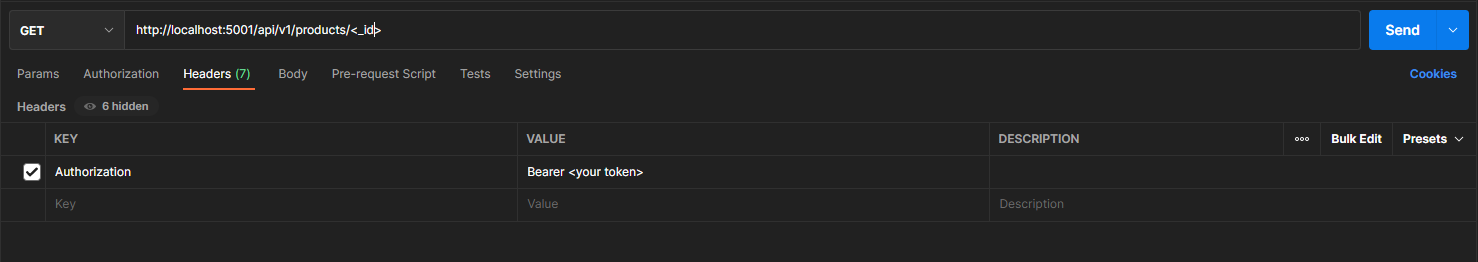 GET http://localhost:5001/api/v1/products/<_id> Send
Params Authorization Headers (7) Body Pre-request Script Tests Settings Cookies
Headers 6 hidden
KEY VALUE DESCRIPTION Bulk Edit Presets
Authorization Bearer <your token>
Key Value Description